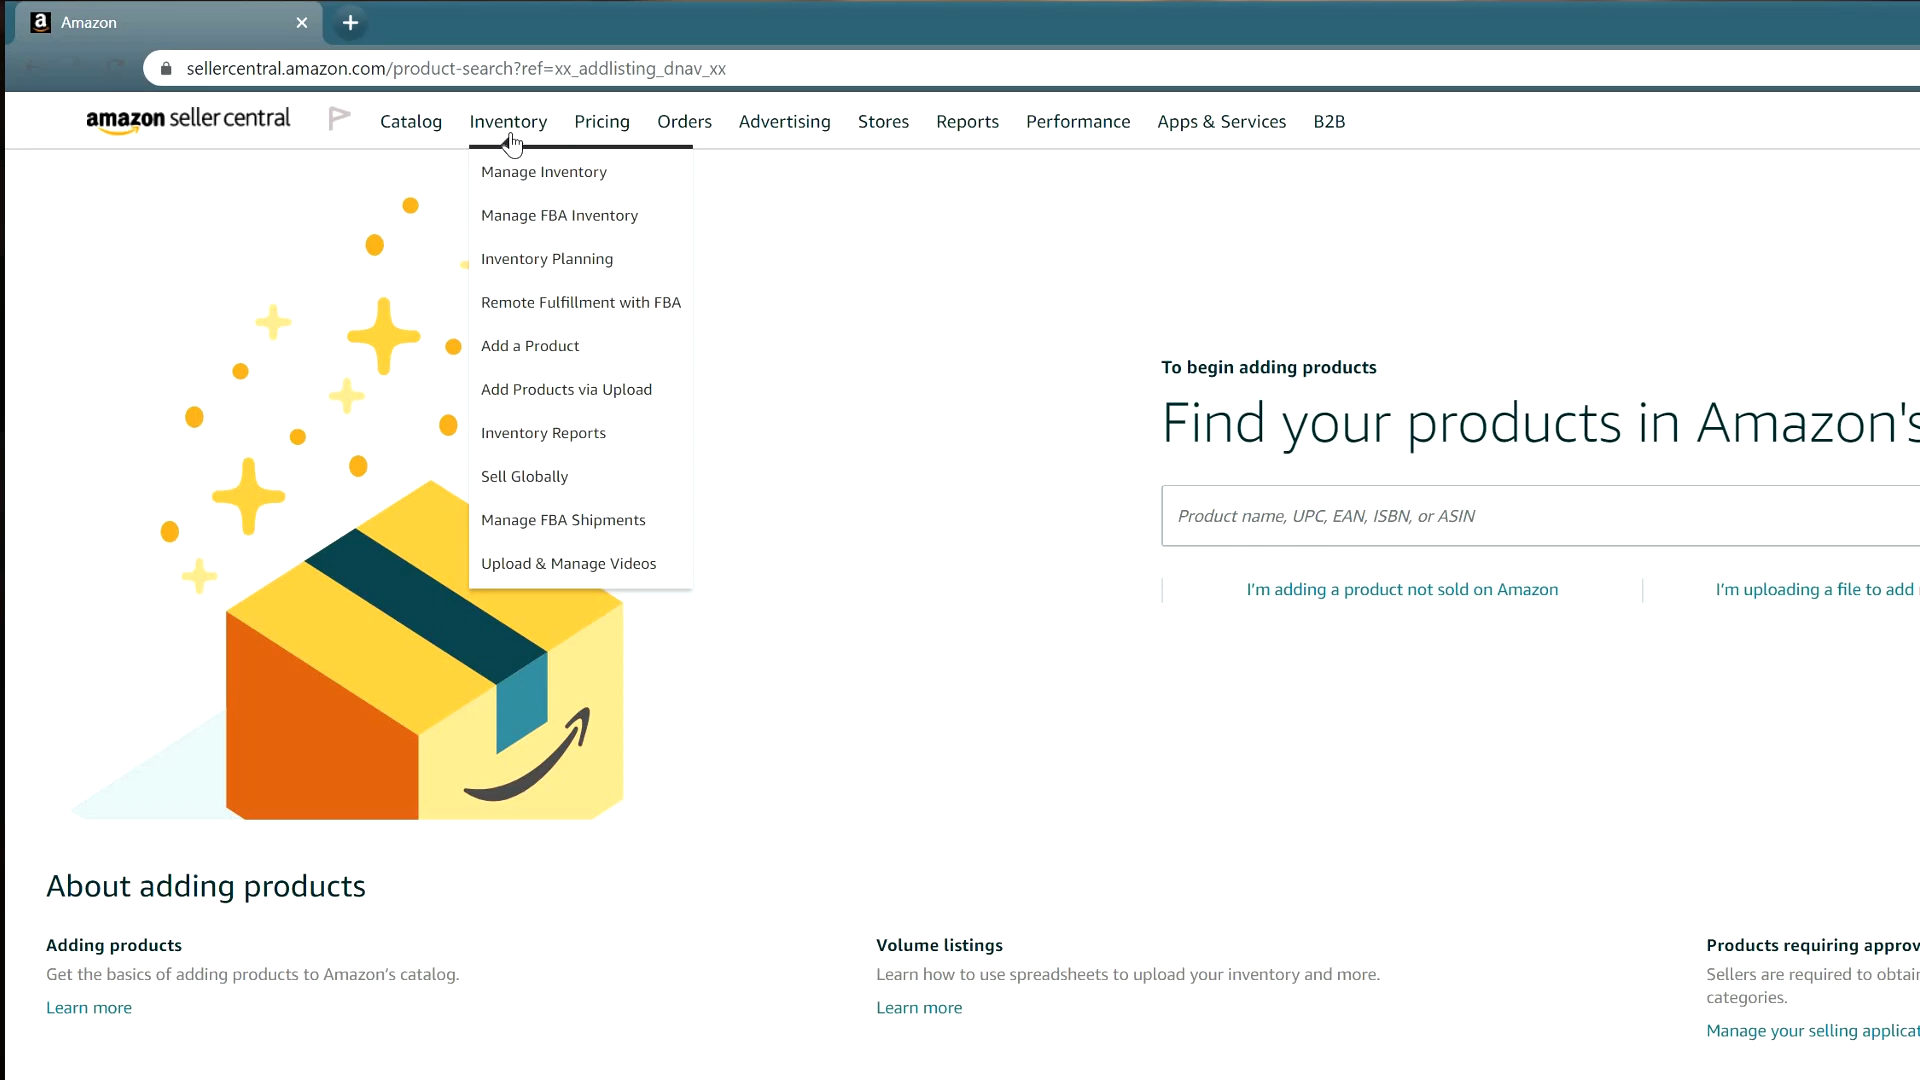 Amazon
sellercentral.amazon.com/product-search?ref=xx_addlisting_dnav_xx
amazon seller central
Catalog Inventory Pricing Orders Advertising Stores Reports Performance Apps & Services B2B
Manage Inventory
Manage FBA Inventory
Inventory Planning
Remote Fulfillment with FBA
Add a Product
Add Products via Upload
Inventory Reports
Sell Globally
Manage FBA Shipments
Upload & Manage Videos
To begin adding products
Find your products in Amazon's
Product name, UPC, EAN, ISBN, or ASIN
I'm adding a product not sold on Amazon
I'm uploading a file to add
About adding products
Adding products
Get the basics of adding products to Amazon's catalog.
Learn more
Volume listings
Learn how to use spreadsheets to upload your inventory and more.
Learn more
Products requiring approv
Sellers are required to obtai
categories.
Manage your selling applicat